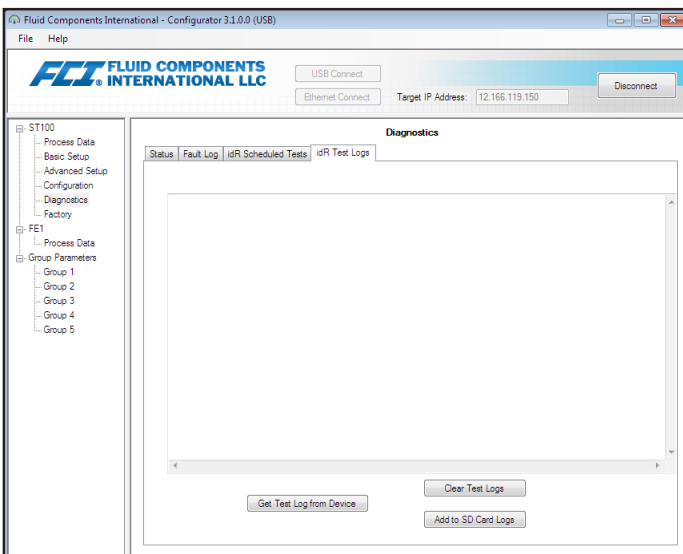 Fluid Components International - Configurator 3.1.0.0 (USB)
File Help
FCI ® FLUID COMPONENTS
INTERNATIONAL LLC
USB Connect
Ethernet Connect
Target IP Address: 12.166.119.150
Disconnect
ST100
Process Data
Basic Setup
Advanced Setup
Configuration
Diagnostics
Factory
FE1
Process Data
Group Parameters
Group 1
Group 2
Group 3
Group 4
Group 5
Diagnostics
Status Fault Log idR Scheduled Tests idR Test Logs
Get Test Log from Device
Clear Test Logs
Add to SD Card Logs